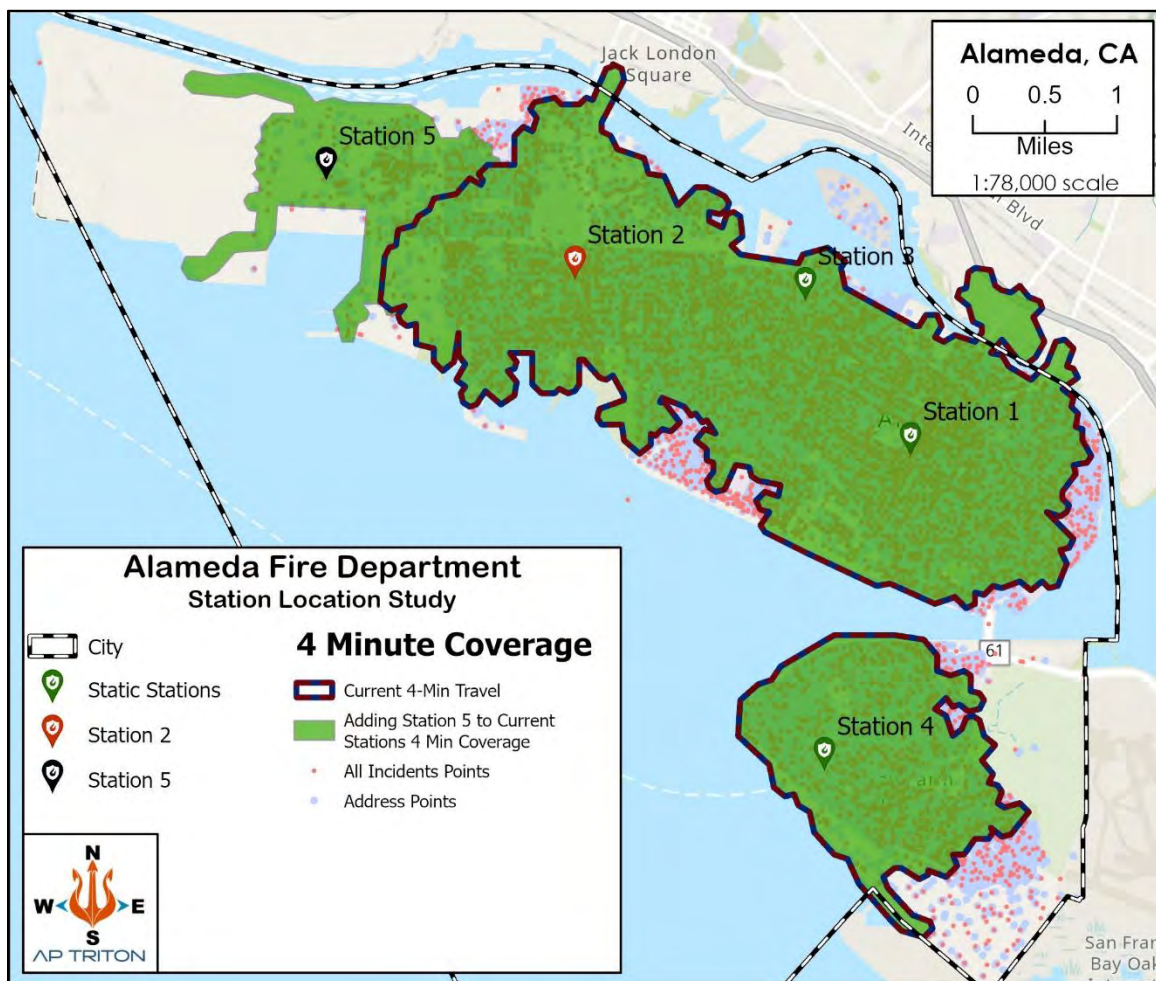 Jack London
Square
Alameda, CA
0 0.5 1
Miles
1:78,000 scale
Blvd
Station 5
Station 2
Station 3
Station 1
61
Station 4
Alameda Fire Department
Station Location Study
City
Static Stations
Station 2
Station 5
4 Minute Coverage
Current 4-Min Travel
Adding Station 5 to Current
Stations 4 Min Coverage
All Incidents Points
Address Points
N
W E
S
AP TRITON
San Fran
Bay Oak